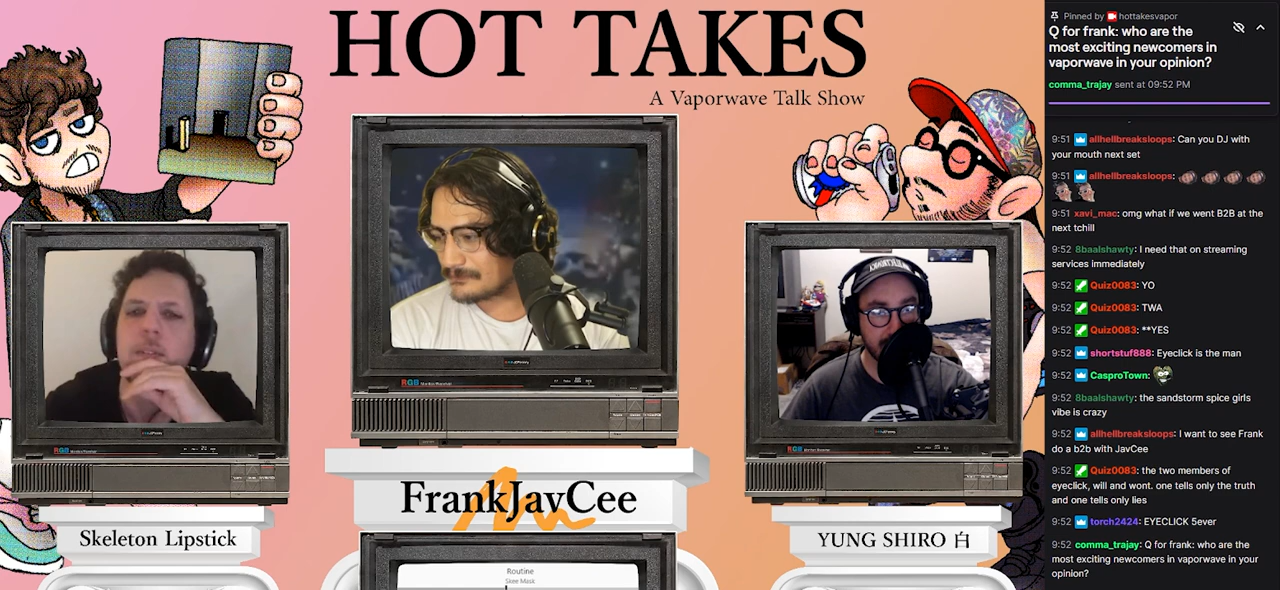 HOT TAKES
A Vaporwave Talk Show
RGB
RGB
RGB
Skeleton Lipstick
FrankJavCee
YUNG SHIRO 白
Routine
Skee Mask
Pinned by hottakesvapor
Q for frank: who are the
most exciting newcomers in
vaporwave in your opinion?
comma_trajay sent at 09:52 PM
9:51 allhellbreaksloops: Can you DJ with
your mouth next set
9:51 allhellbreaksloops:
9:51 xavi_mac: omg what if we went B2B at the
next tchill
9:52 8baalshawty: I need that on streaming
services immediately
9:52 Quiz0083: YO
9:52 Quiz0083: TWA
9:52 Quiz0083: **YES
9:52 shortstuf888: Eyeclick is the man
9:52 CasproTown:
9:52 8baalshawty: the sandstorm spice girls
vibe is crazy
9:52 allhellbreaksloops: I want to see Frank
do a b2b with JavCee
9:52 Quiz0083: the two members of
eyeclick, will and wont. one tells only the truth
and one tells only lies
9:52 torch2424: EYECLICK 5ever
9:52 comma_trajay: Q for frank: who are the
most exciting newcomers in vaporwave in your
opinion?